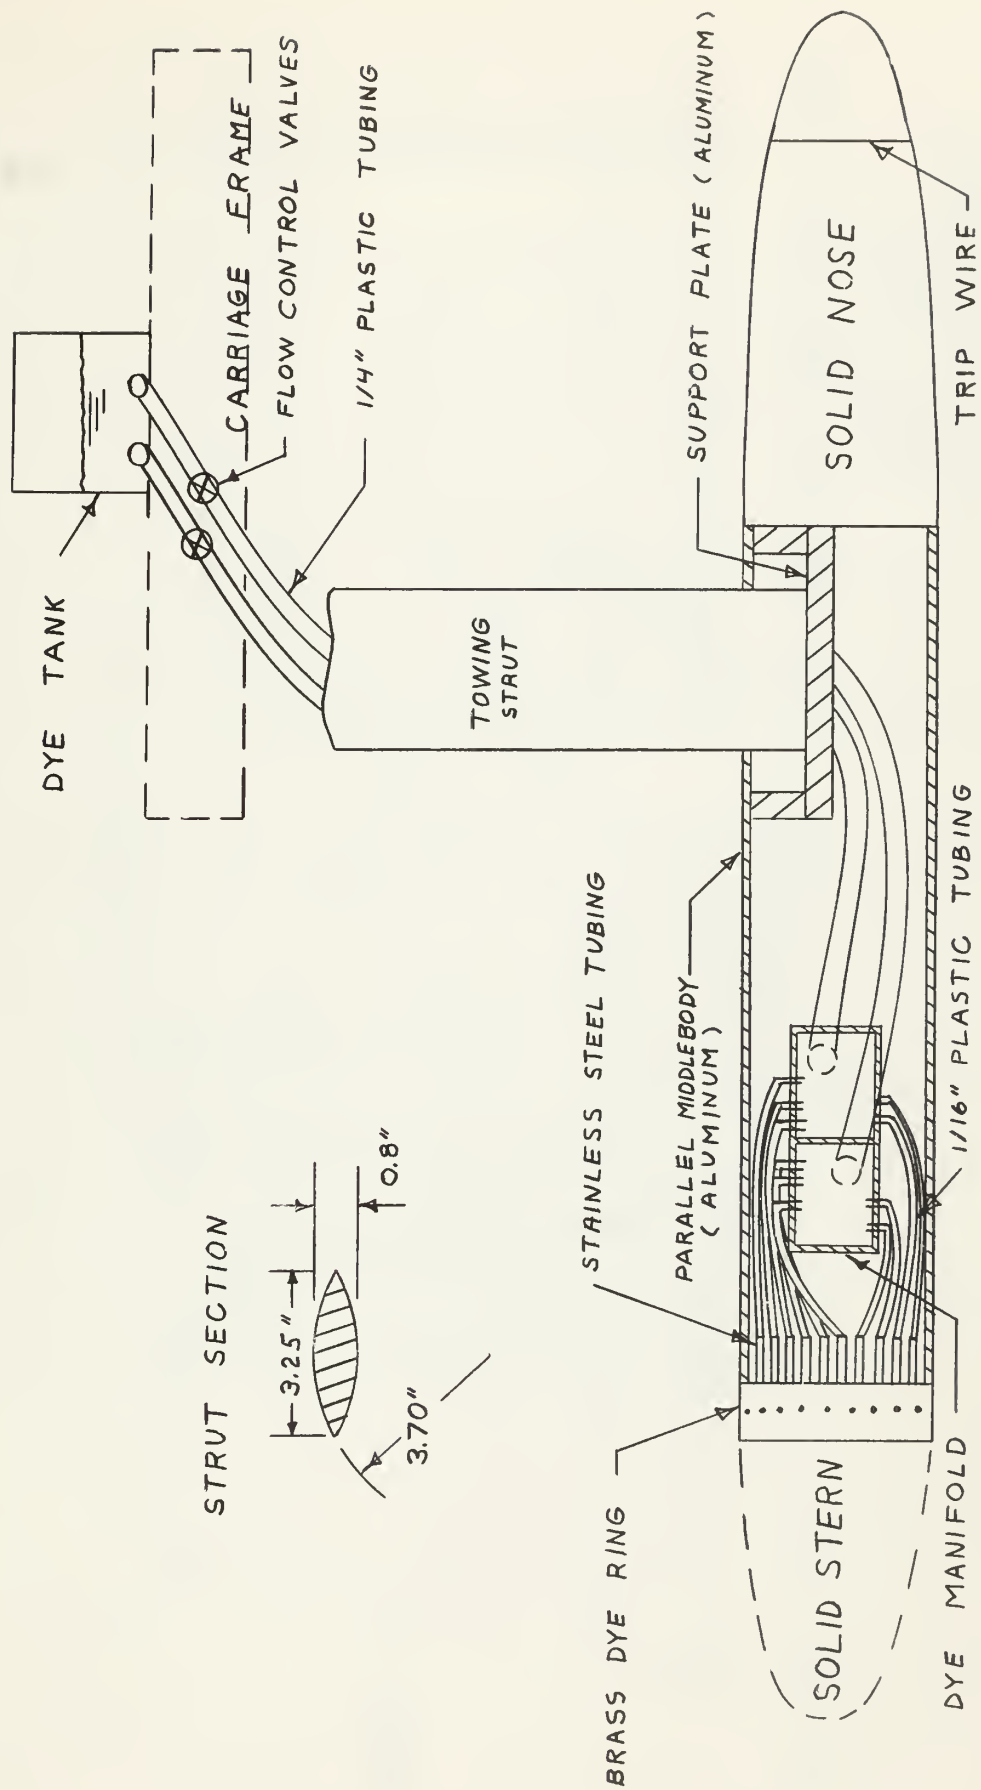 DYE TANK
CARRIAGE FRAME
FLOW CONTROL VALVES
1/4" PLASTIC TUBING
STRUT SECTION
3.25"
0.8"
3.70"
TOWING
STRUT
SUPPORT PLATE (ALUMINUM)
STAINLESS STEEL TUBING
PARALLEL MIDDLEBODY
(ALUMINUM)
BRASS DYE RING
SOLID STERN
SOLID NOSE
DYE MANIFOLD
1/16" PLASTIC TUBING
TRIP WIRE